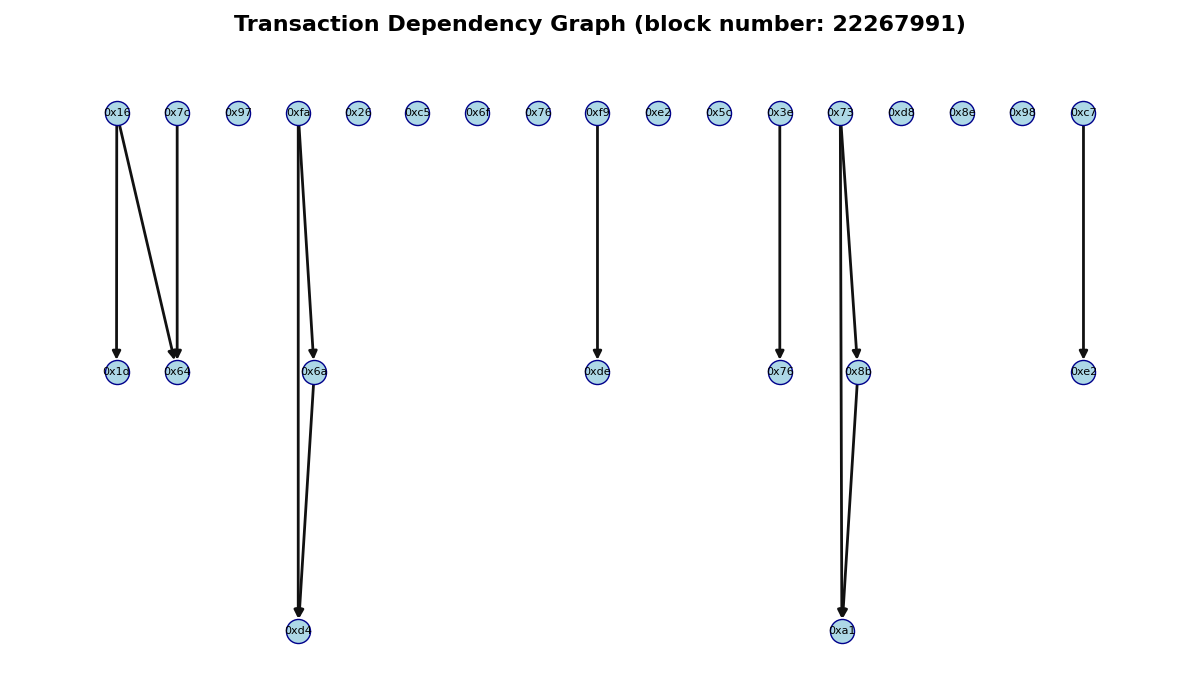 Transaction Dependency Graph (block number: 22267991)
0x16 0x7c 0x97 0xfa 0x26 0xc5 0x6f 0x76 0xf9 0xe2 0x5c 0x3e 0x73 0xd8 0x8e 0x98 0xc7
0x1d 0x64 0x6a 0xde 0x76 0x8b 0xe2
0xd4 0xa1